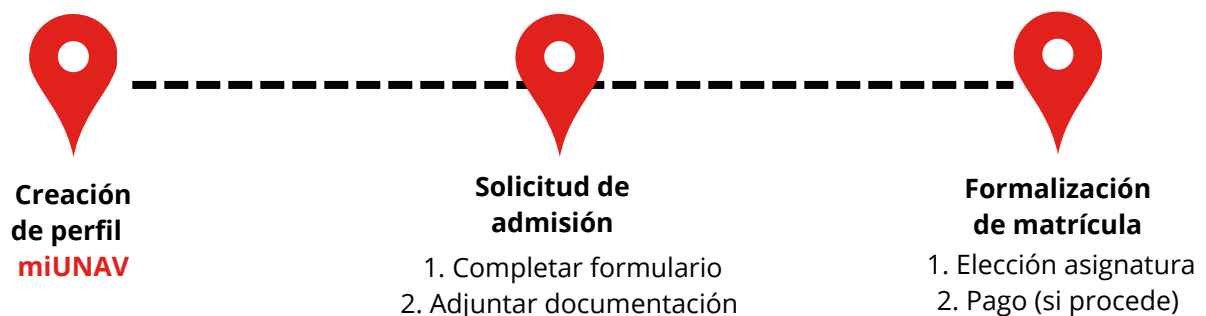 Creación
de perfil
miUNAV
Solicitud de
admisión
1. Completar formulario
2. Adjuntar documentación
Formalización
de matrícula
1. Elección asignatura
2. Pago (si procede)